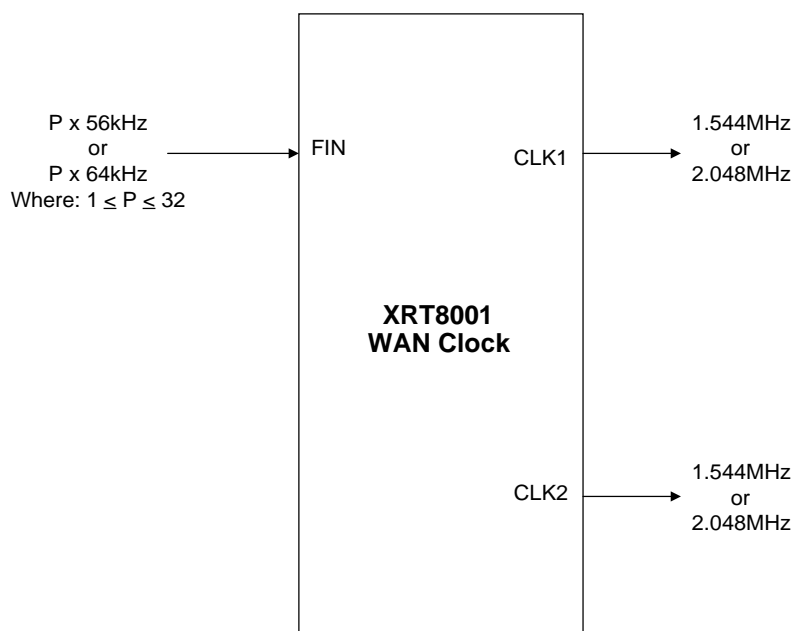 P x 56kHz
or
P x 64kHz
Where: 1 ≤ P ≤ 32
FIN
CLK1
1.544MHz
or
2.048MHz
XRT8001
WAN Clock
CLK2
1.544MHz
or
2.048MHz